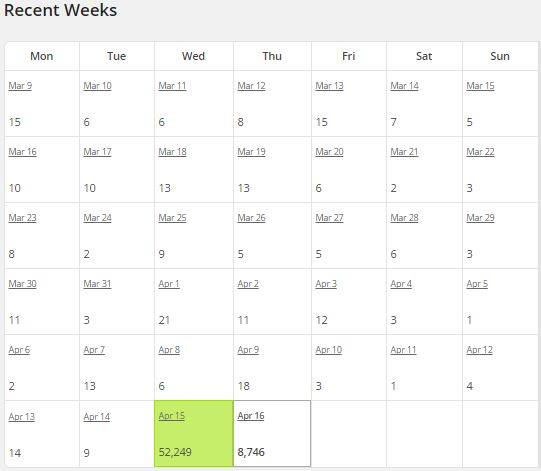 Recent Weeks
Mon Tue Wed Thu Fri Sat Sun
Mar 9 Mar 10 Mar 11 Mar 12 Mar 13 Mar 14 Mar 15
15 6 6 8 15 7 5
Mar 16 Mar 17 Mar 18 Mar 19 Mar 20 Mar 21 Mar 22
10 10 13 13 6 2 3
Mar 23 Mar 24 Mar 25 Mar 26 Mar 27 Mar 28 Mar 29
8 2 9 5 5 6 3
Mar 30 Mar 31 Apr 1 Apr 2 Apr 3 Apr 4 Apr 5
11 3 21 11 12 3 1
Apr 6 Apr 7 Apr 8 Apr 9 Apr 10 Apr 11 Apr 12
2 13 6 18 3 1 4
Apr 13 Apr 14 Apr 15 Apr 16
14 9 52,249 8,746